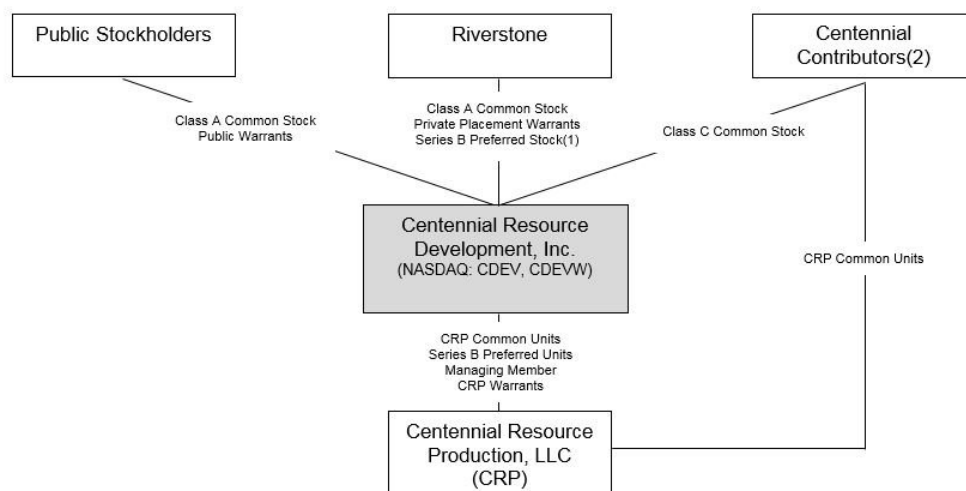 Public Stockholders
Riverstone
Centennial
Contributors(2)
Class A Common Stock
Public Warrants
Class A Common Stock
Private Placement Warrants
Series B Preferred Stock(1)
Class C Common Stock
Centennial Resource
Development, Inc.
(NASDAQ: CDEV, CDEVW)
CRP Common Units
CRP Common Units
Series B Preferred Units
Managing Member
CRP Warrants
Centennial Resource
Production, LLC
(CRP)